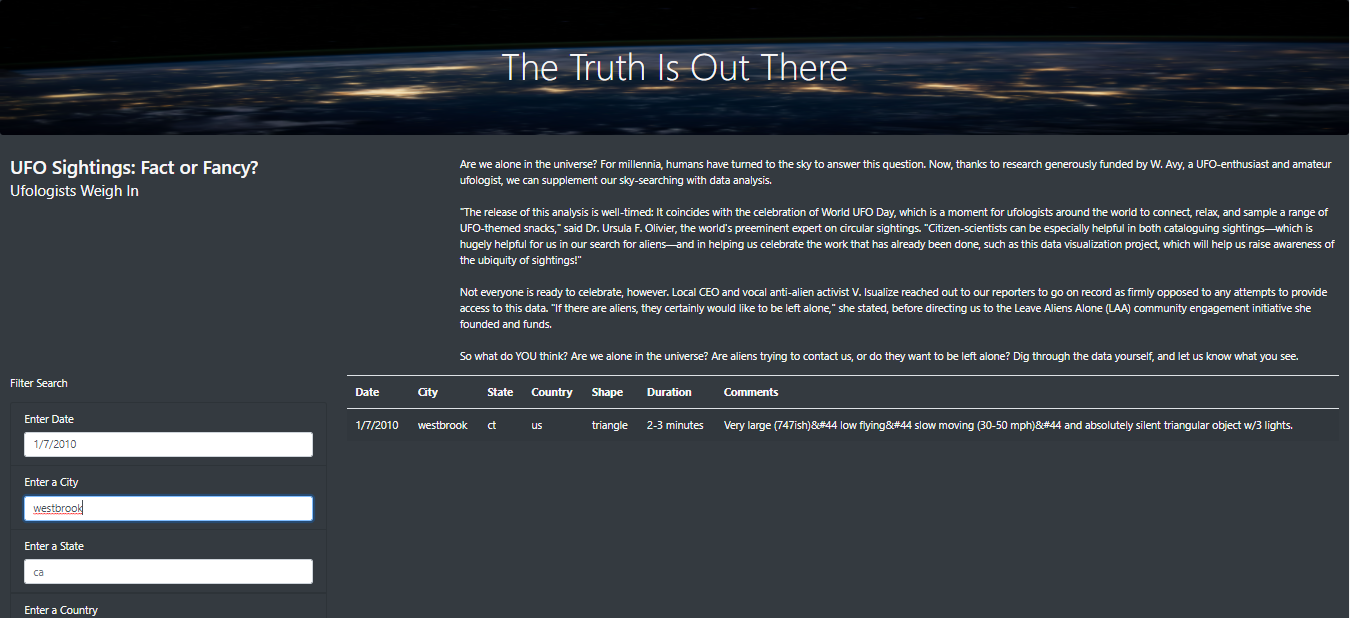 The Truth Is Out There
UFO Sightings: Fact or Fancy?
Ufologists Weigh In
Are we alone in the universe? For millennia, humans have turned to the sky to answer this question. Now, thanks to research generously funded by W. Avy, a UFO-enthusiast and amateur
ufologist, we can supplement our sky-searching with data analysis.
"The release of this analysis is well-timed: It coincides with the celebration of World UFO Day, which is a moment for ufologists around the world to connect, relax, and sample a range of
UFO-themed snacks," said Dr. Ursula F. Olivier, the world's preeminent expert on circular sightings. "Citizen-scientists can be especially helpful in both cataloguing sightings—which is
hugely helpful for us in our search for aliens—and in helping us celebrate the work that has already been done, such as this data visualization project, which will help us raise awareness of
the ubiquity of sightings!"
Not everyone is ready to celebrate, however. Local CEO and vocal anti-alien activist V. Isualize reached out to our reporters to go on record as firmly opposed to any attempts to provide
access to this data. "If there are aliens, they certainly would like to be left alone," she stated, before directing us to the Leave Aliens Alone (LAA) community engagement initiative she
founded and funds.
So what do YOU think? Are we alone in the universe? Are aliens trying to contact us, or do they want to be left alone? Dig through the data yourself, and let us know what you see.
Filter Search
Enter Date
1/7/2010
Enter a City
westbrook
Enter a State
ca
Enter a Country
Date City State Country Shape Duration Comments
1/7/2010 westbrook ct us triangle 2-3 minutes Very large (747ish)&#44 low flying&#44 slow moving (30-50 mph)&#44 and absolutely silent triangular object w/3 lights.